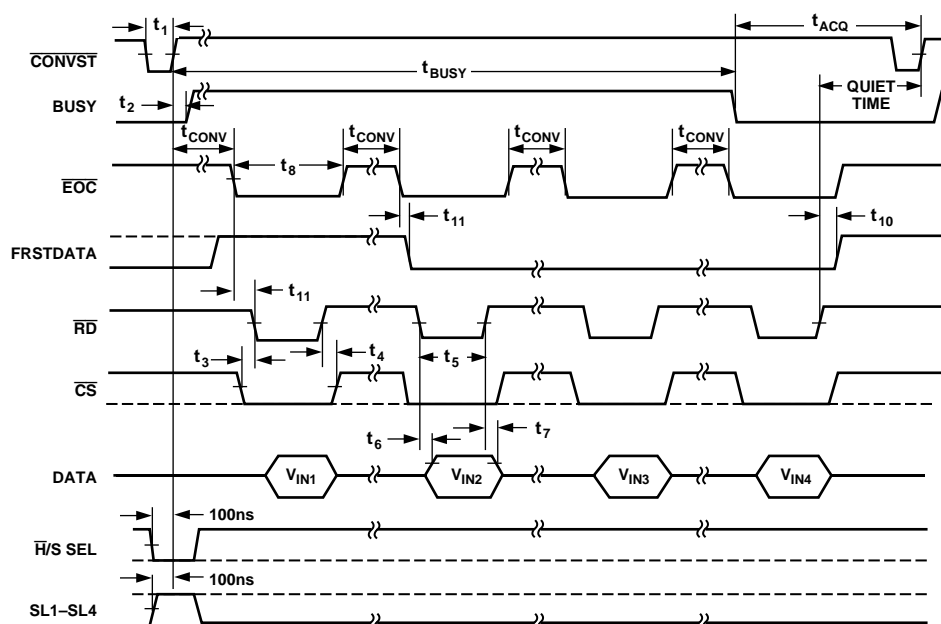 t1
tACQ
CONVST
tBUSY
t2
QUIET
TIME
BUSY
tCONV
tCONV
tCONV
tCONV
t8
EOC
t11
t10
FRSTDATA
t11
RD
t3
t4
t5
CS
t6
t7
DATA
VIN1
VIN2
VIN3
VIN4
100ns
H̅/S SEL
100ns
SL1–SL4